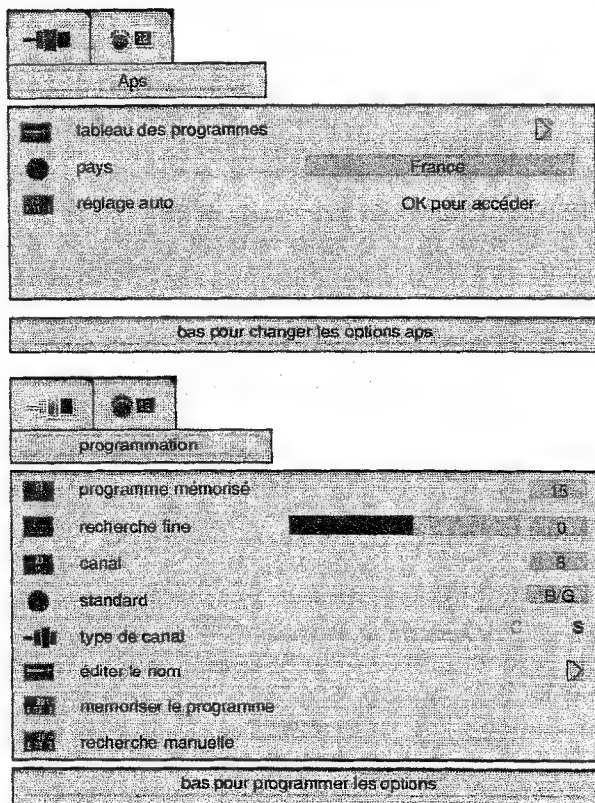 Aps
tableau des programmes
pays France
réglage auto OK pour accéder
bas pour changer les options aps
programmation
programme mémorisé 15
recherche fine 0
canal 8
standard B/G
type de canal C S
éditer le nom
memoriser le programme
recherche manuelle
bas pour programmer les options